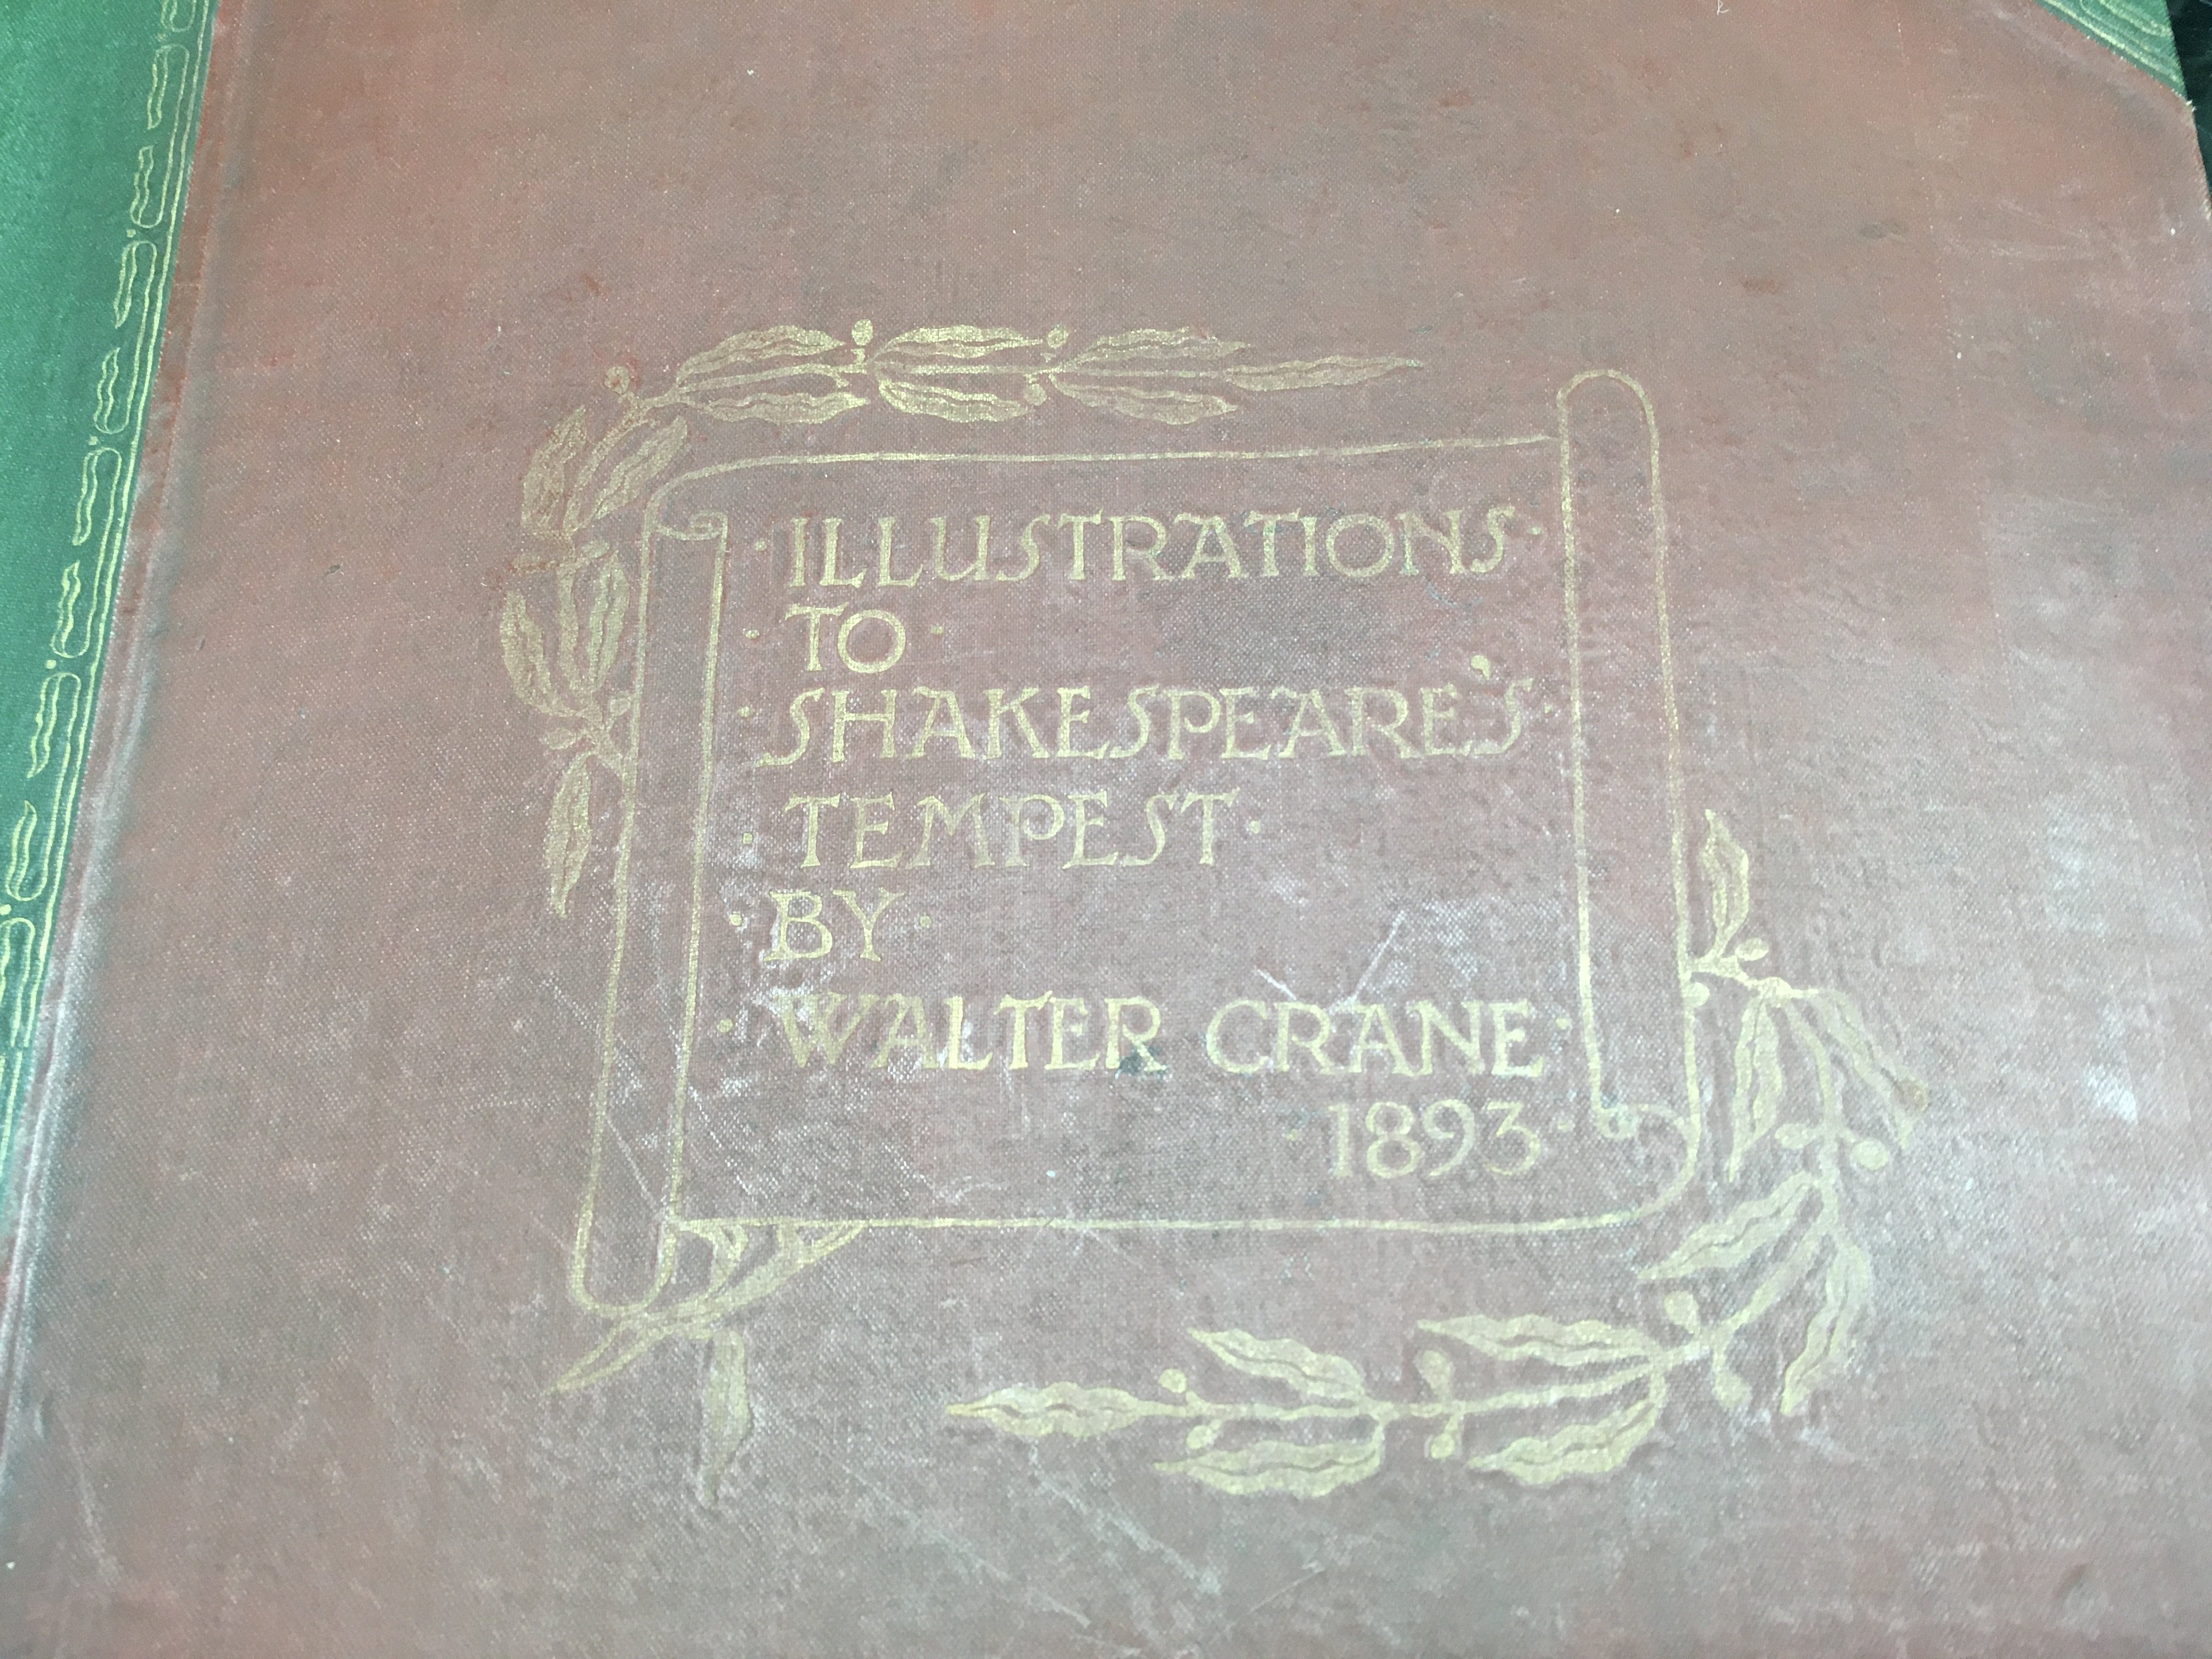 ·ILLUSTRATIONS·
·TO·
·SHAKESPEARE'S·
·TEMPEST·
·BY·
·WALTER CRANE·
·1893·